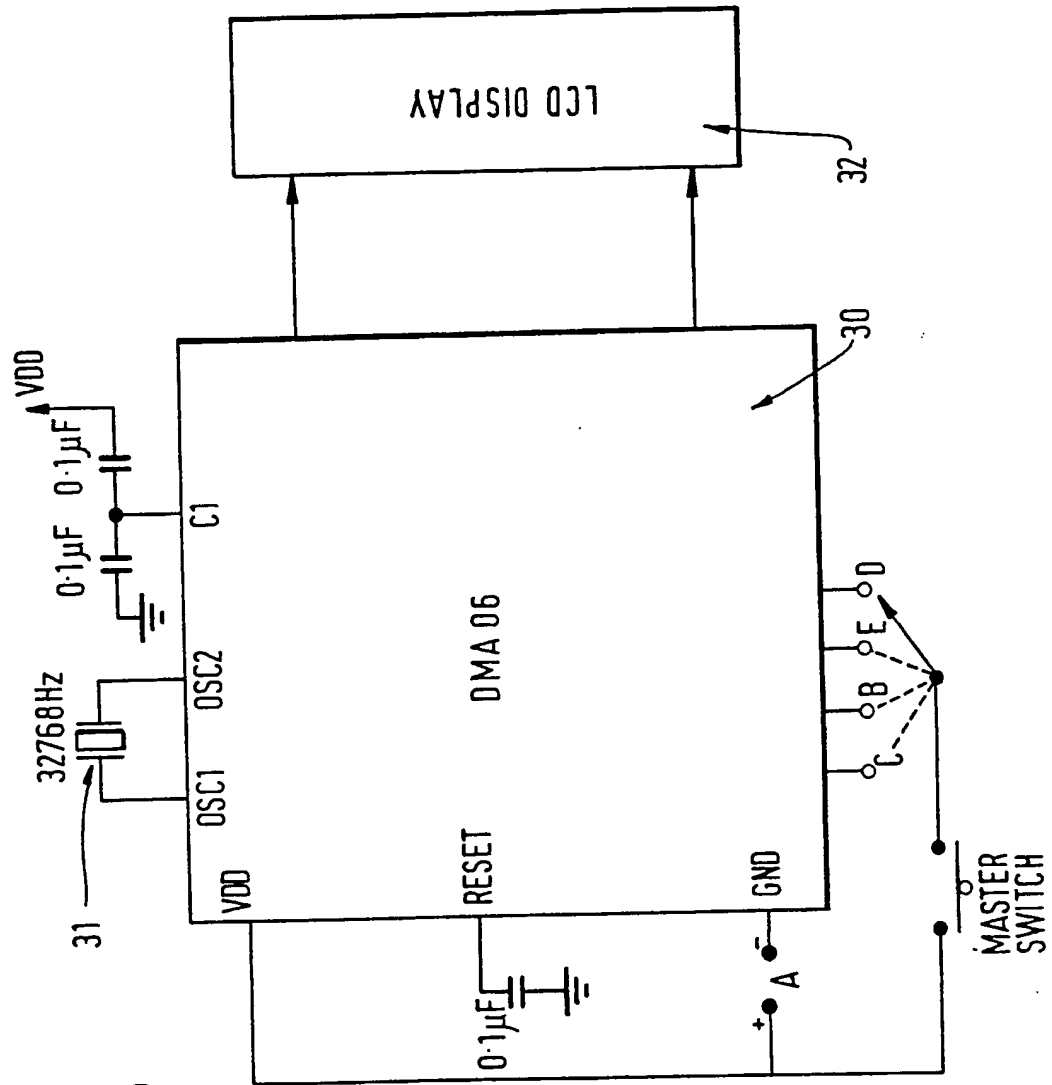 LCD DISPLAY
32
VDD
0·1μF
0·1μF
C1
32768Hz
31
OSC1
OSC2
30
VDD
DMA 06
RESET
0·1μF
GND
-
A
+
C
B
E
D
MASTER
SWITCH